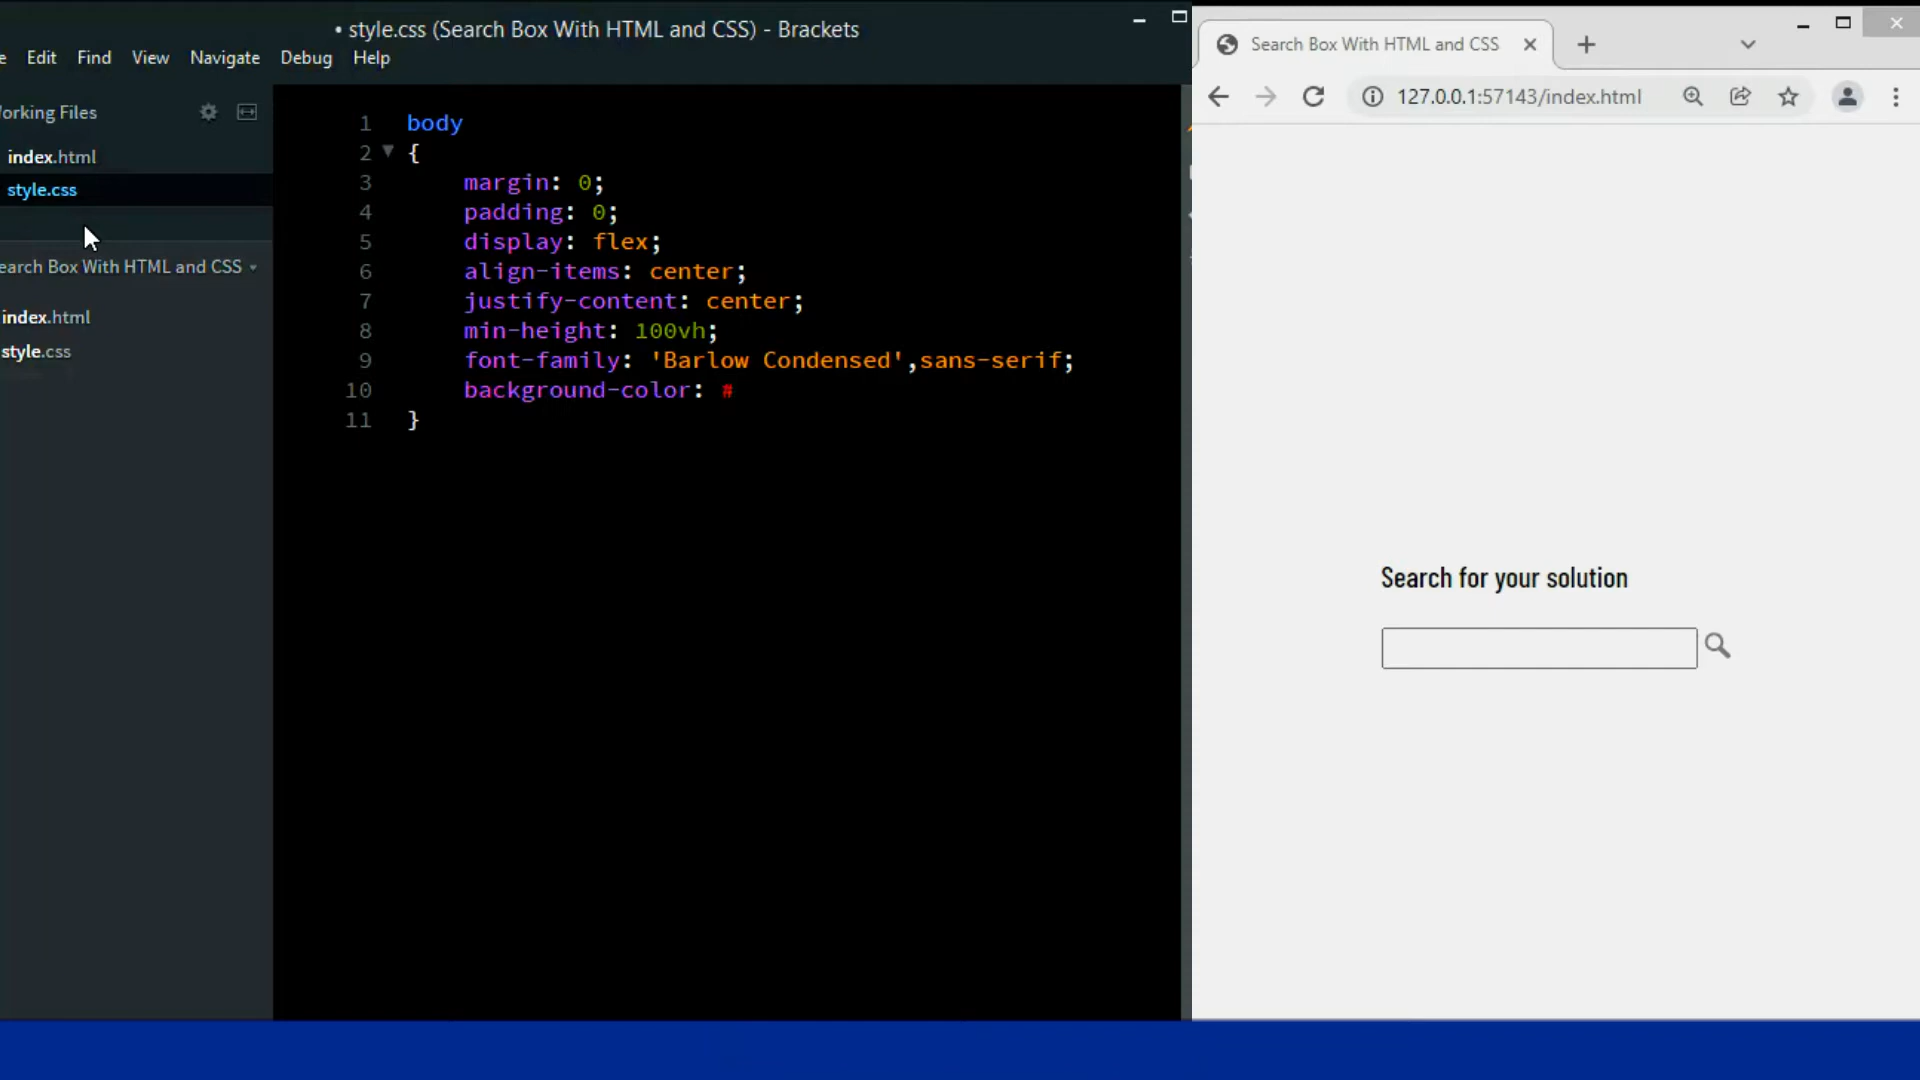 • style.css (Search Box With HTML and CSS) - Brackets
e Edit Find View Navigate Debug Help
orking Files
index.html
style.css
earch Box With HTML and CSS
index.html
style.css
1 body
2 {
3 margin: 0;
4 padding: 0;
5 display: flex;
6 align-items: center;
7 justify-content: center;
8 min-height: 100vh;
9 font-family: 'Barlow Condensed',sans-serif;
10 background-color: #
11 }
Search Box With HTML and CSS
127.0.0.1:57143/index.html
Search for your solution